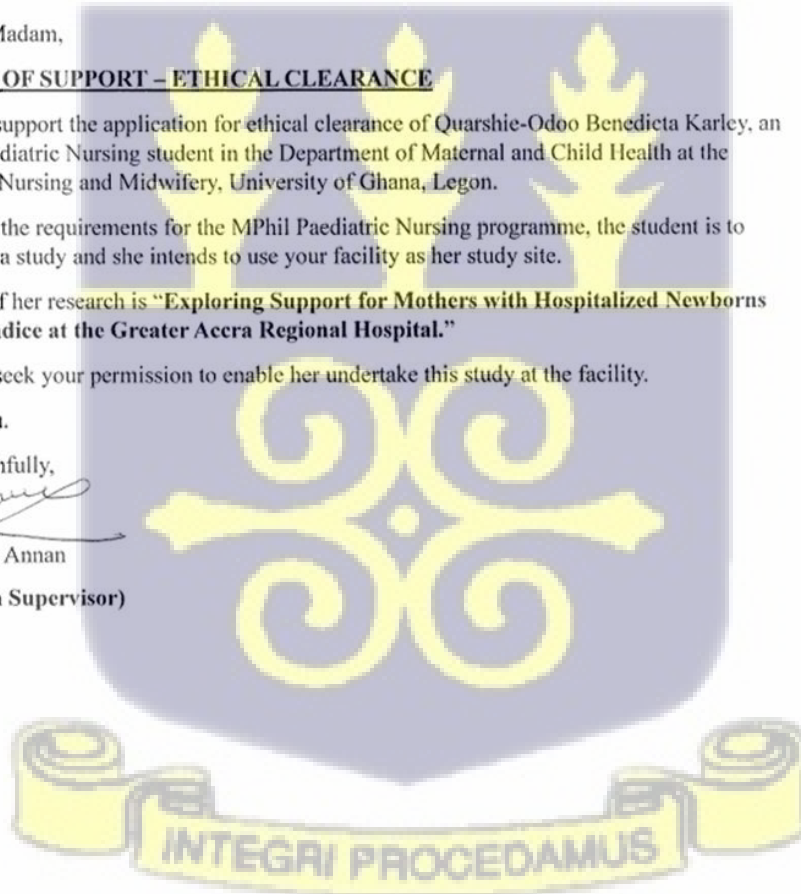 Madam,
OF SUPPORT – ETHICAL CLEARANCE
support the application for ethical clearance of Quarshie-Odoo Benedicta Karley, an
diatric Nursing student in the Department of Maternal and Child Health at the
Nursing and Midwifery, University of Ghana, Legon.
the requirements for the MPhil Paediatric Nursing programme, the student is to
a study and she intends to use your facility as her study site.
f her research is “Exploring Support for Mothers with Hospitalized Newborns
dice at the Greater Accra Regional Hospital.”
seek your permission to enable her undertake this study at the facility.
hfully,
Annan
Supervisor)
INTEGRI PROCEDAMUS